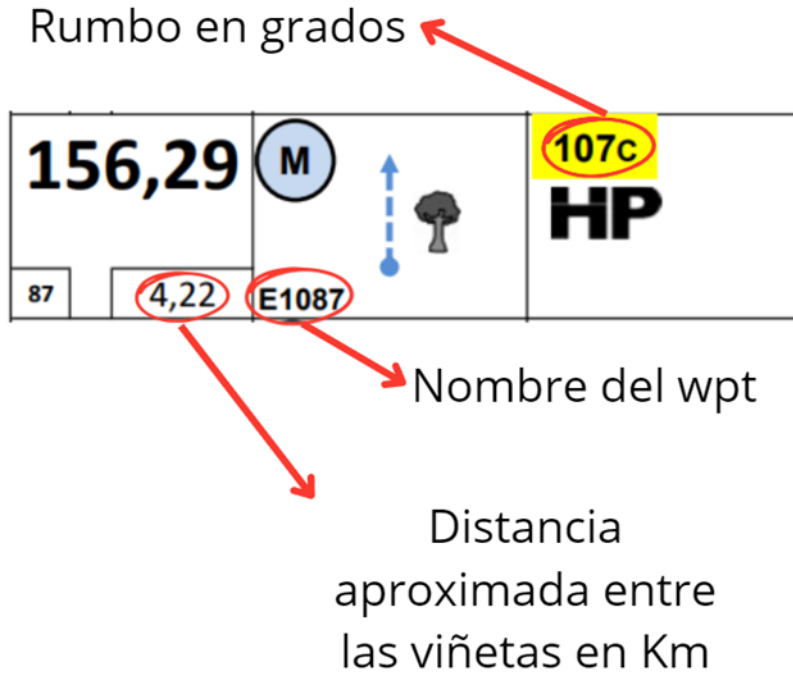 Rumbo en grados
156,29
M
107c
HP
87
4,22
E1087
Nombre del wpt
Distancia
aproximada entre
las viñetas en Km